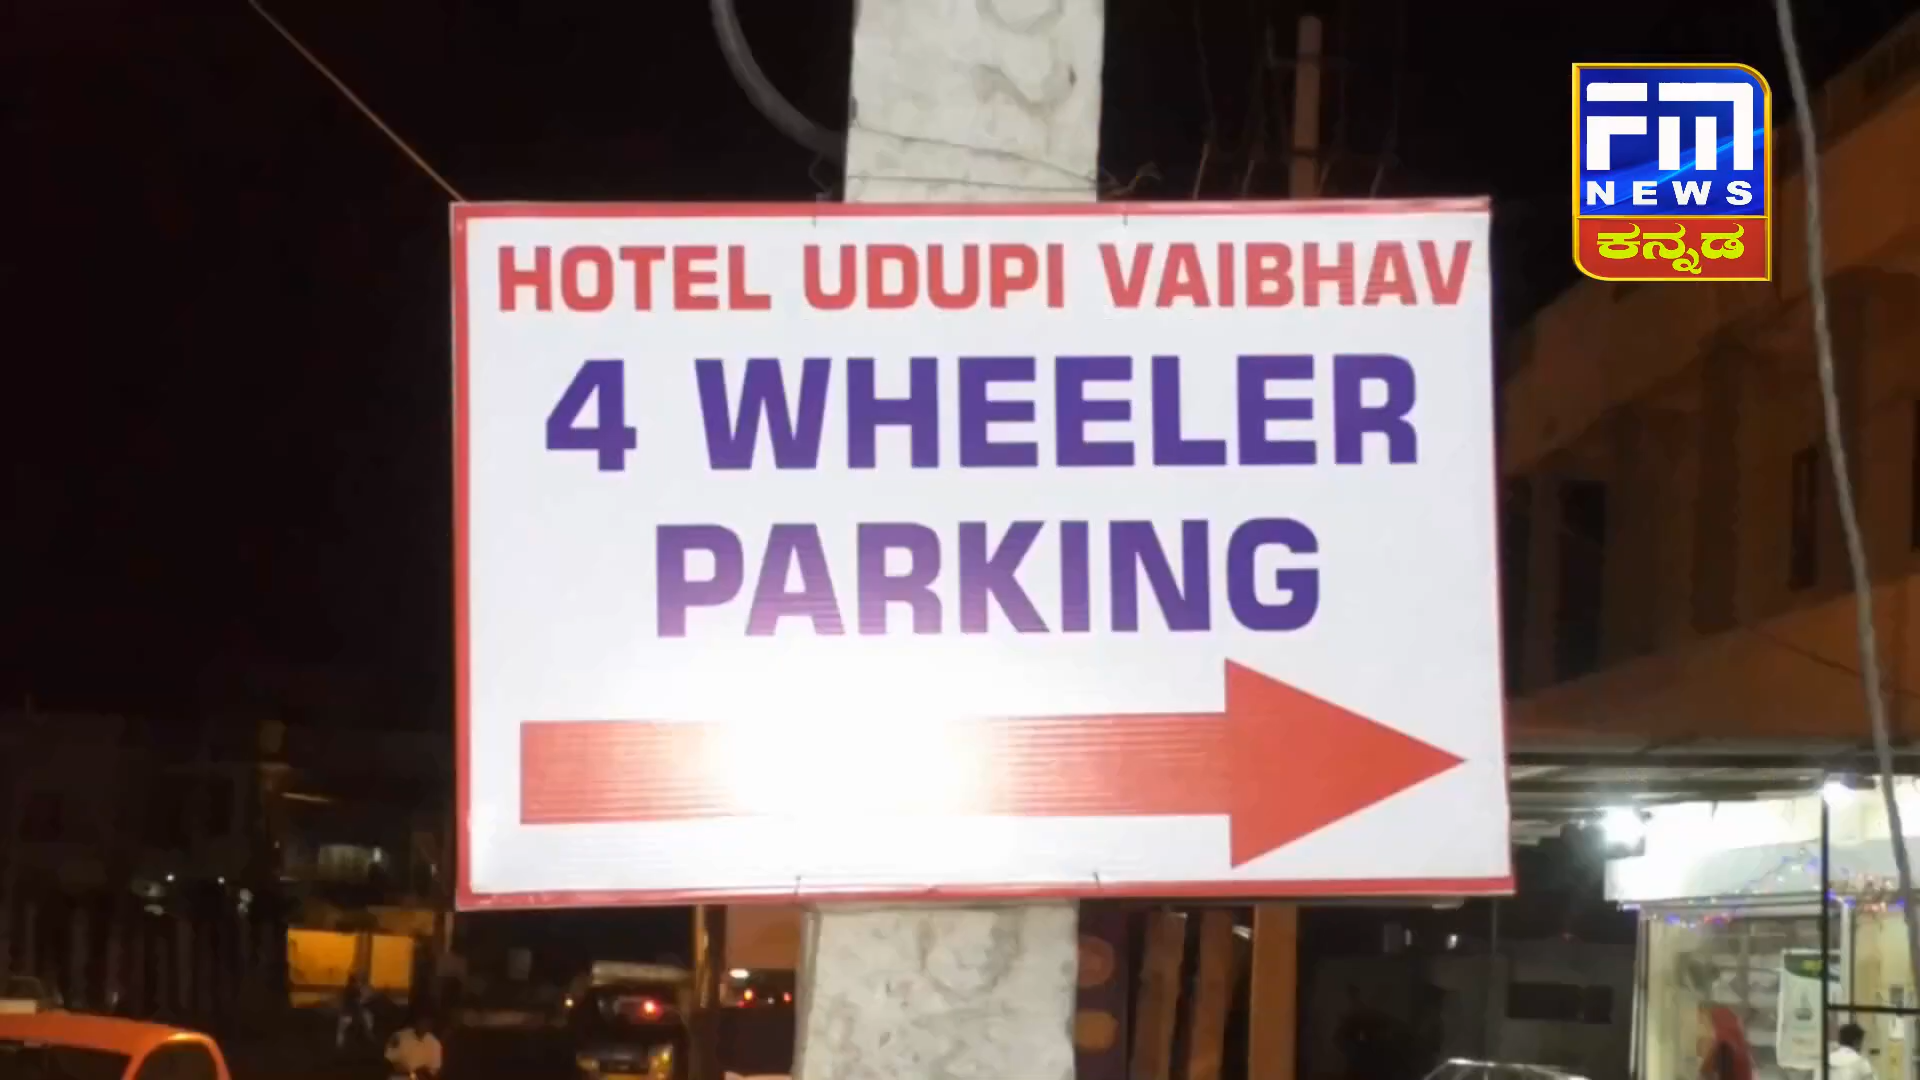 HOTEL UDUPI VAIBHAV
4 WHEELER
PARKING
FM
NEWS
ಕನ್ನಡ